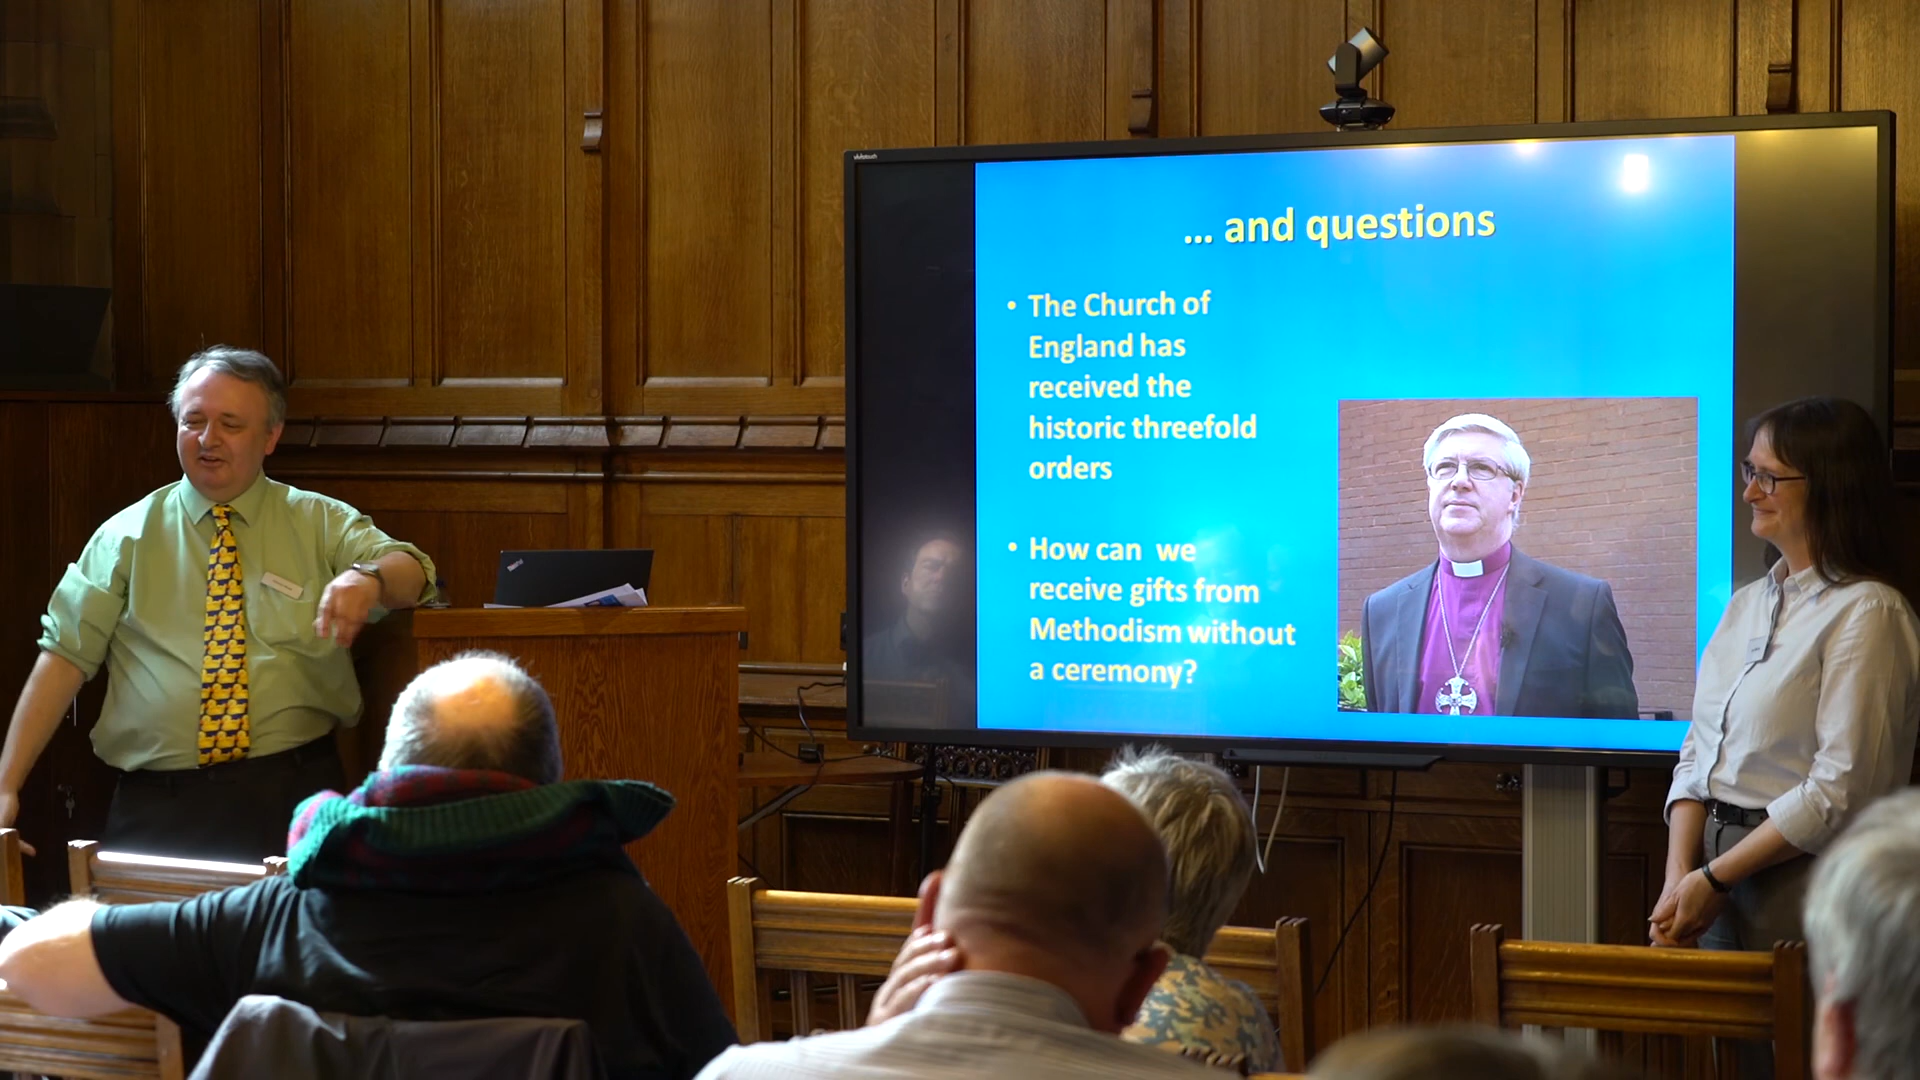 ... and questions
• The Church of
England has
received the
historic threefold
orders
• How can we
receive gifts from
Methodism without
a ceremony?